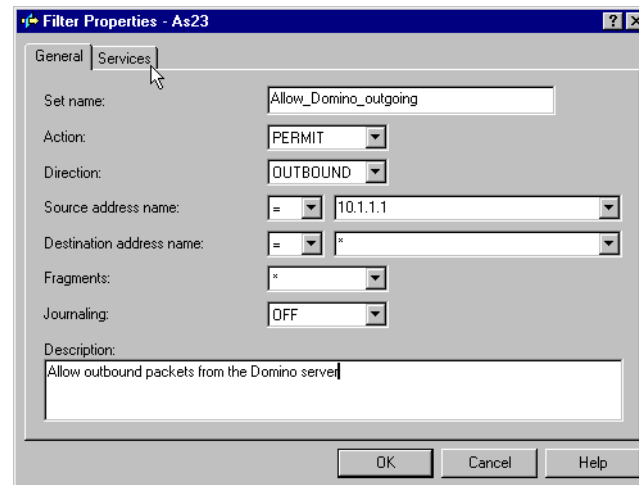 Filter Properties - As23
General Services
Set name: Allow_Domino_outgoing
Action: PERMIT
Direction: OUTBOUND
Source address name: = 10.1.1.1
Destination address name: = *
Fragments: *
Journaling: OFF
Description:
Allow outbound packets from the Domino server
OK Cancel Help